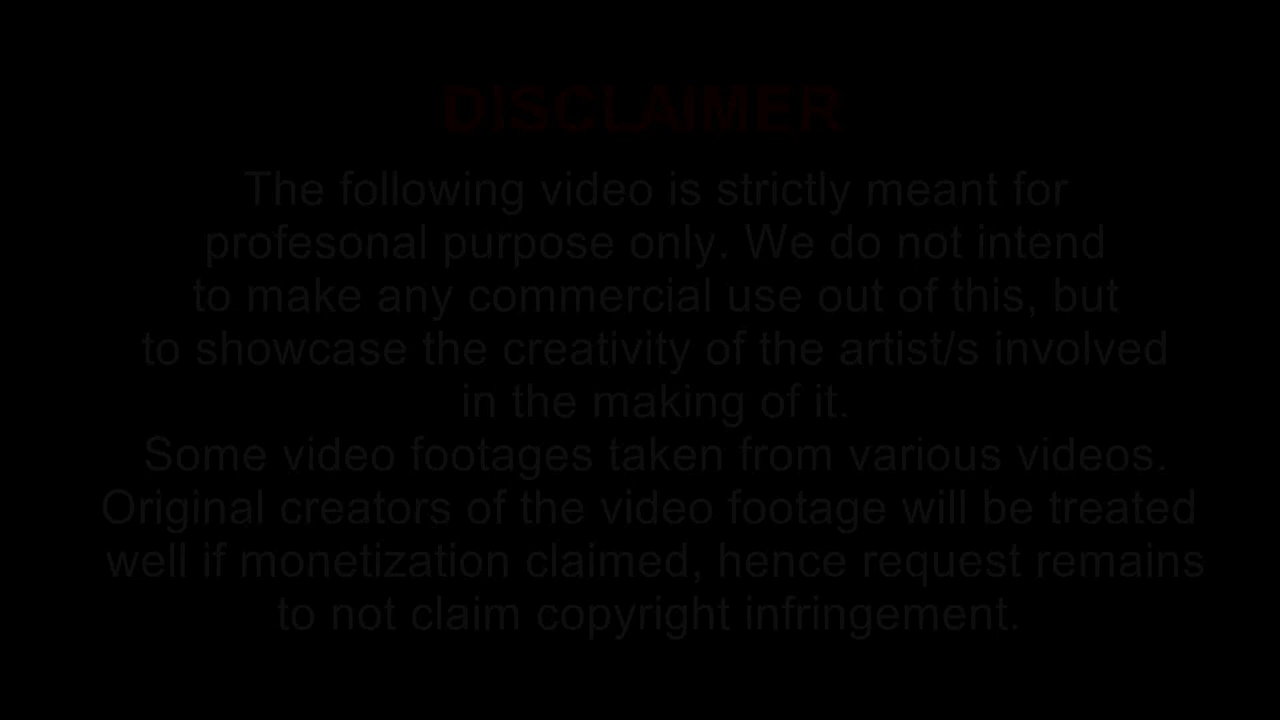 DISCLAIMER
The following video is strictly meant for
profesonal purpose only. We do not intend
to make any commercial use out of this, but
to showcase the creativity of the artist/s involved
in the making of it.
Some video footages taken from various videos.
Original creators of the video footage will be treated
well if monetization claimed, hence request remains
to not claim copyright infringement.